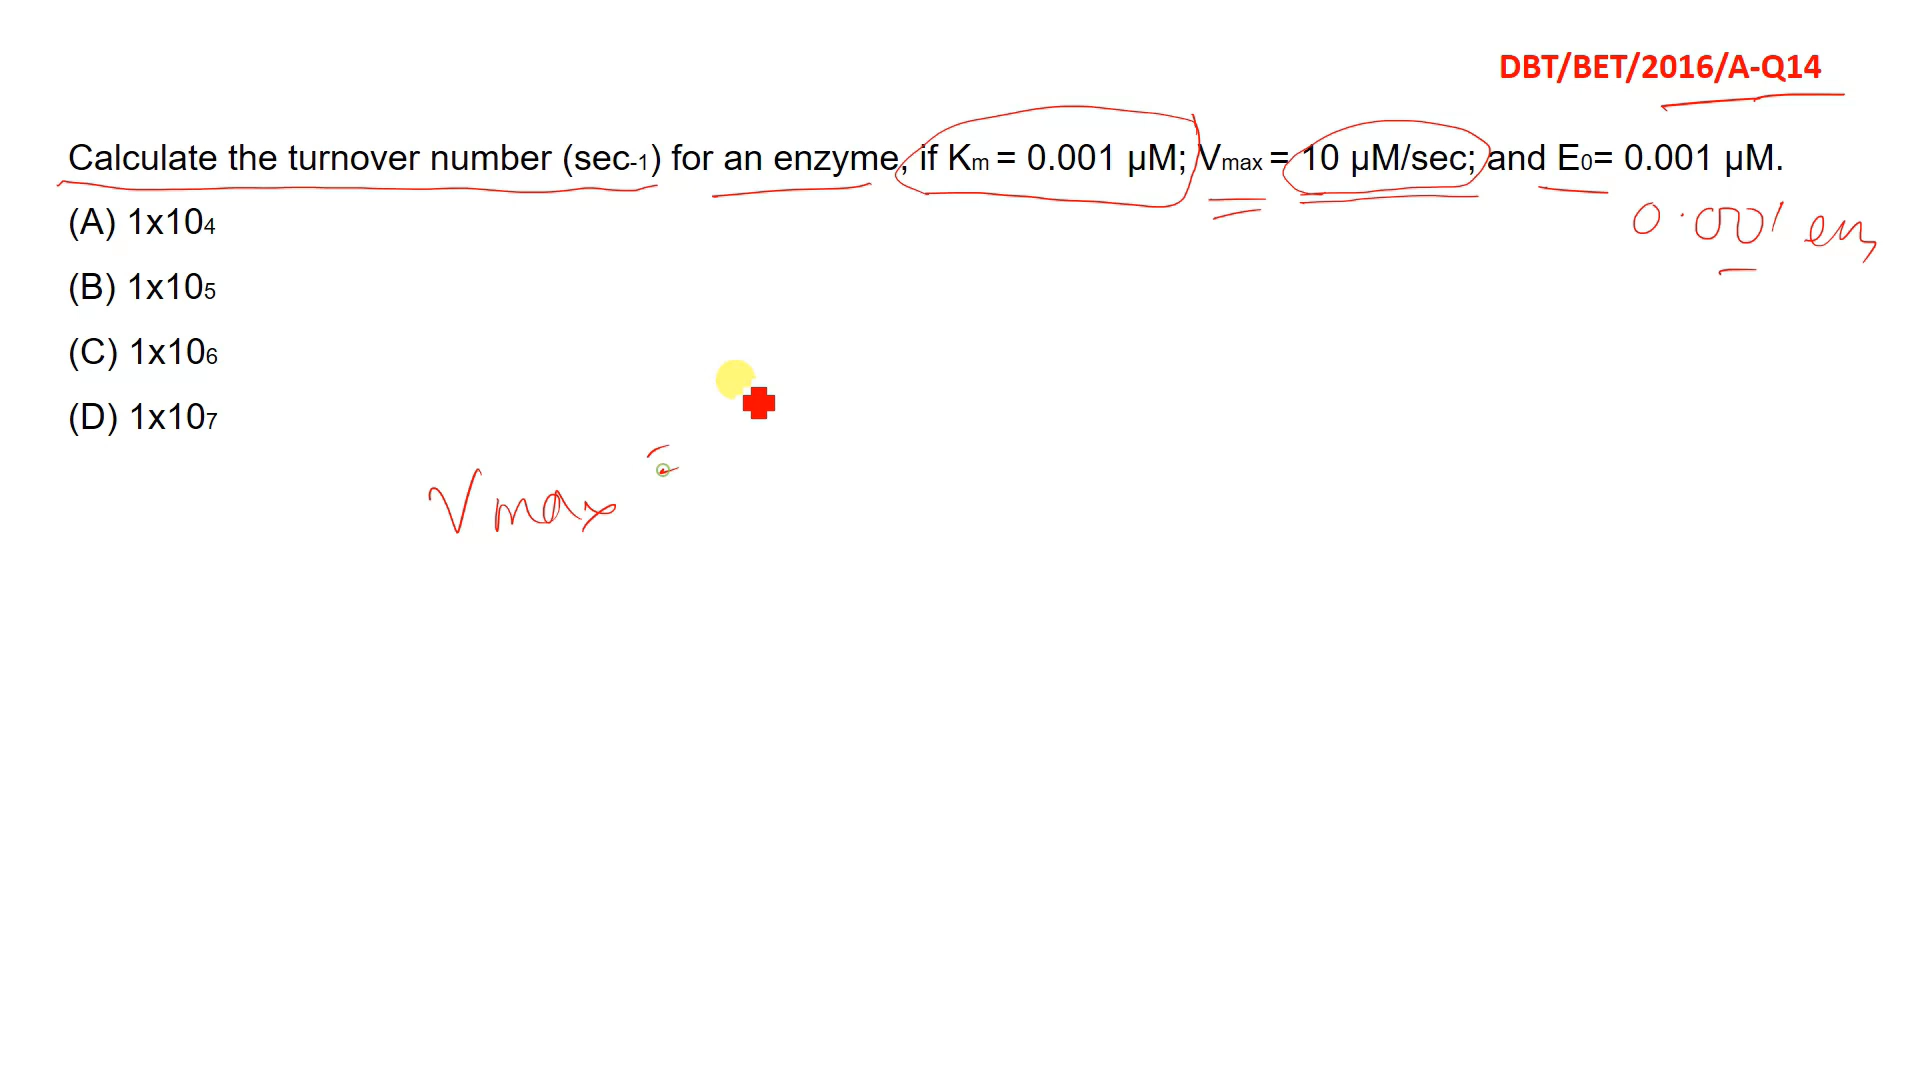 DBT/BET/2016/A-Q14
Calculate the turnover number (sec-1) for an enzyme, if Km = 0.001 µM; Vmax = 10 µM/sec; and E0= 0.001 µM.
0.001 en
(A) 1x104
(B) 1x105
(C) 1x106
(D) 1x107
Vmax =